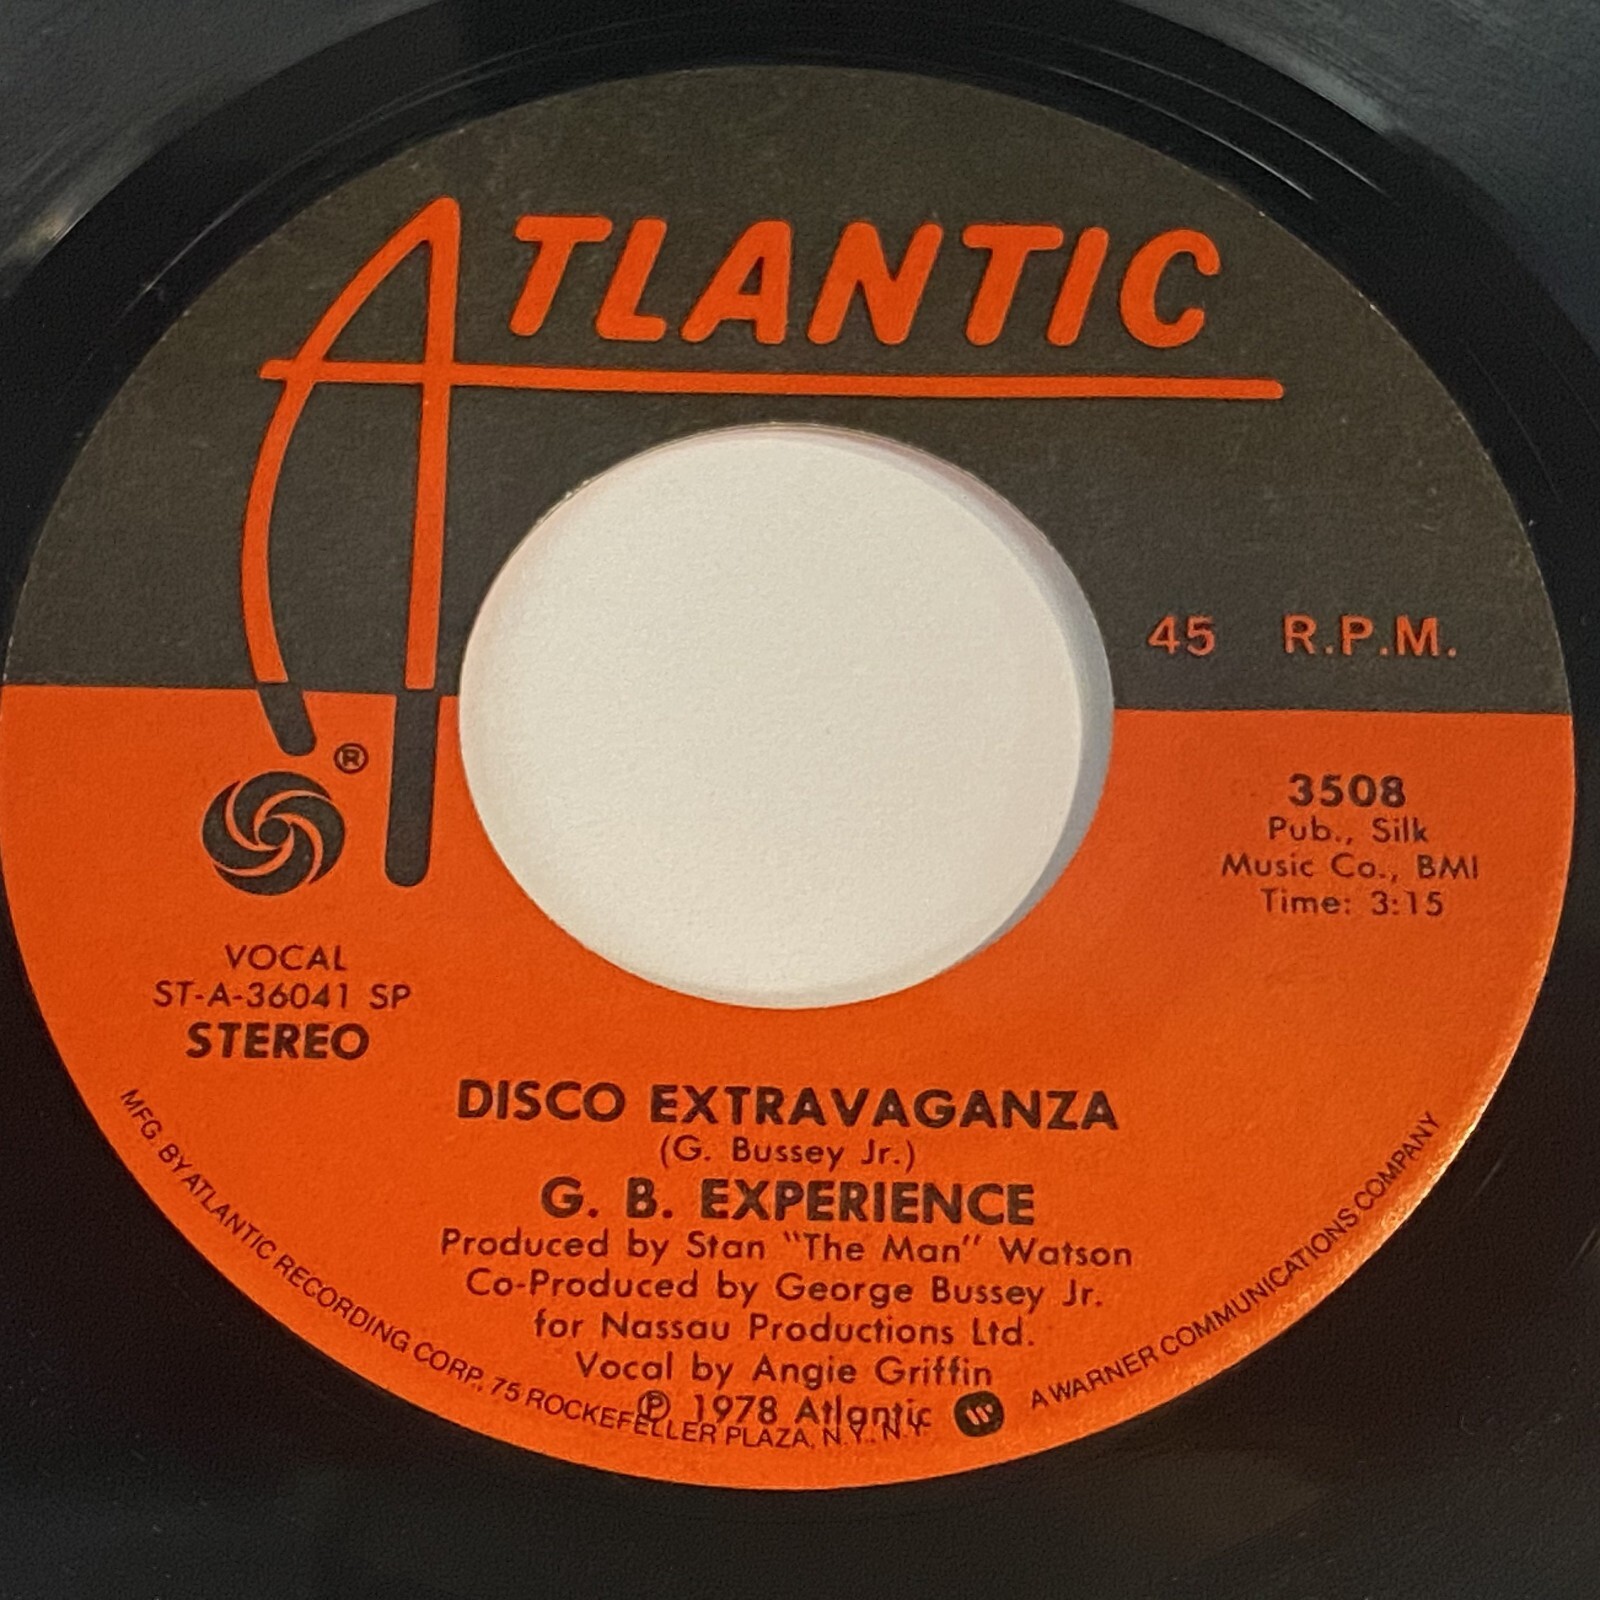 ATLANTIC
45 R.P.M.
®
3508
Pub., Silk
Music Co., BMI
Time: 3:15
VOCAL
ST-A-36041 SP
STEREO
DISCO EXTRAVAGANZA
(G. Bussey Jr.)
G. B. EXPERIENCE
Produced by Stan "The Man" Watson
Co-Produced by George Bussey Jr.
for Nassau Productions Ltd.
Vocal by Angie Griffin
℗ 1978 Atlantic
MFG. BY ATLANTIC RECORDING CORP., 75 ROCKEFELLER PLAZA, N.Y., N.Y. A WARNER COMMUNICATIONS COMPANY